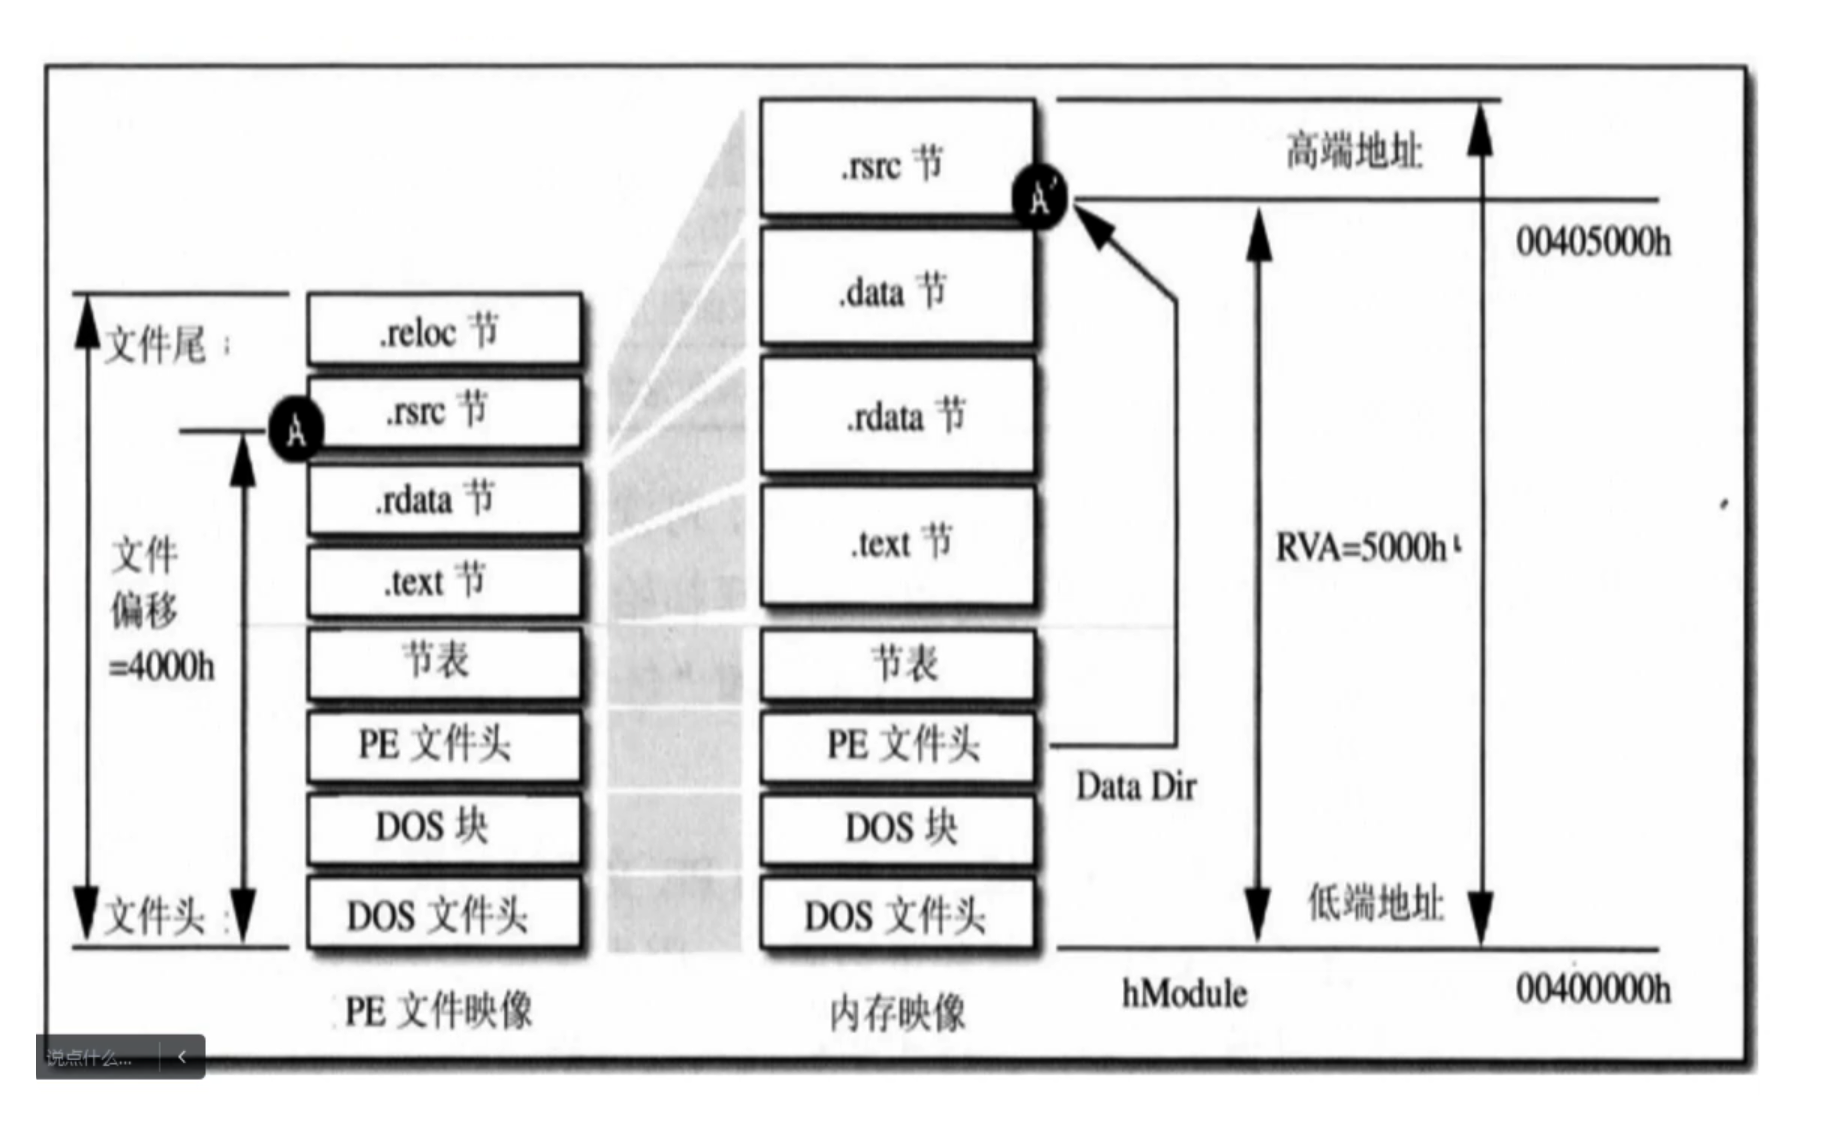 文件尾
文件
偏移
=4000h
文件头
A
.reloc 节
.rsrc 节
.rdata 节
.text 节
节表
PE 文件头
DOS 块
DOS 文件头
PE 文件映像
.rsrc 节
.data 节
.rdata 节
.text 节
节表
PE 文件头
DOS 块
DOS 文件头
内存映像
A'
Data Dir
hModule
高端地址
00405000h
RVA=5000h
低端地址
00400000h
说点什么...